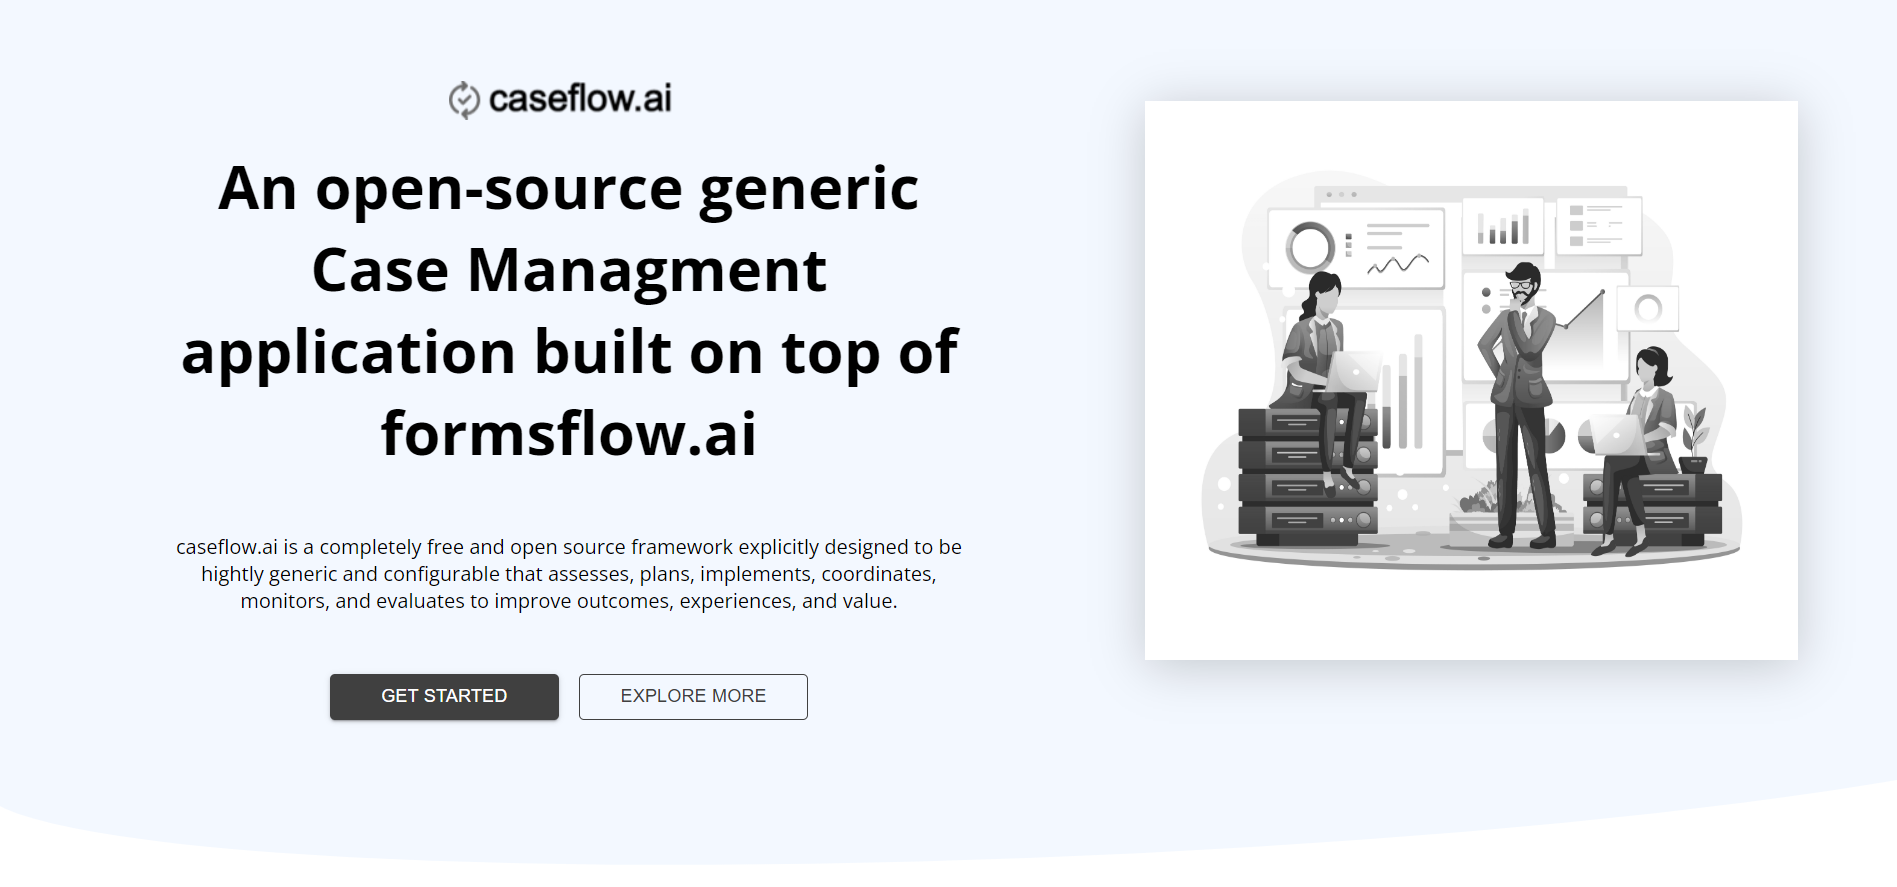 caseflow.ai
An open-source generic
Case Managment
application built on top of
formsflow.ai
caseflow.ai is a completely free and open source framework explicitly designed to be
hightly generic and configurable that assesses, plans, implements, coordinates,
monitors, and evaluates to improve outcomes, experiences, and value.
GET STARTED
EXPLORE MORE